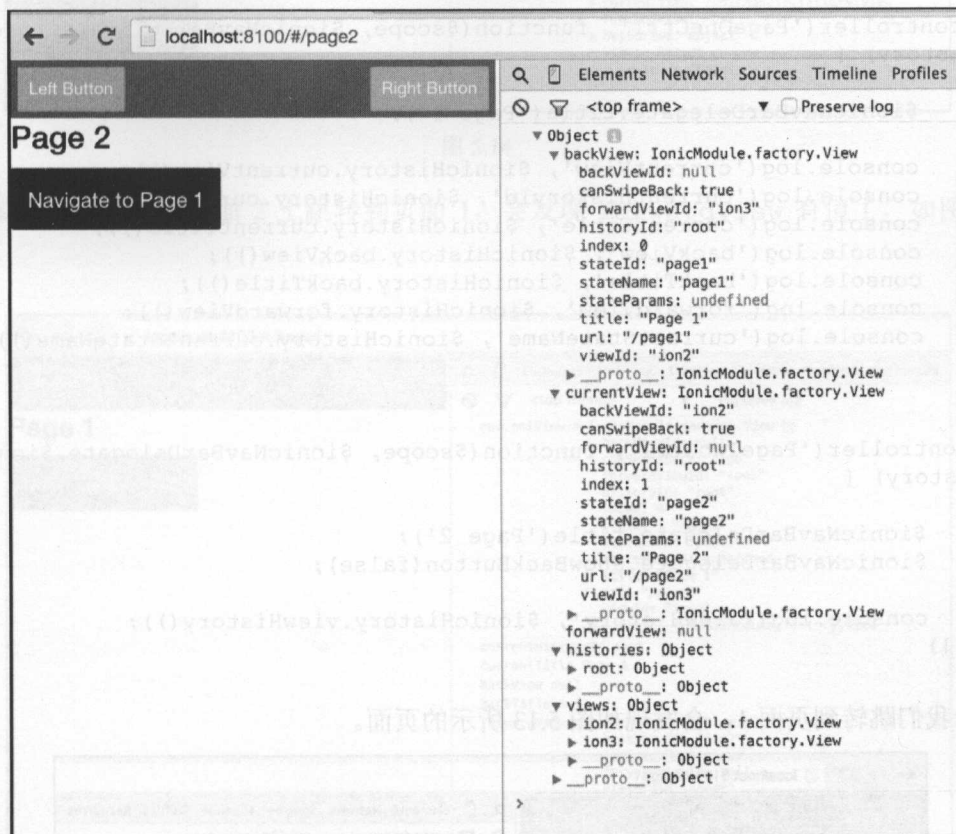 localhost:8100/#/page2
Left Button
Right Button
Page 2
Navigate to Page 1
Elements Network Sources Timeline Profiles
<top frame> ▼ Preserve log
▼ Object
▼ backView: IonicModule.factory.View
backViewId: null
canSwipeBack: true
forwardViewId: "ion3"
historyId: "root"
index: 0
stateId: "page1"
stateName: "page1"
stateParams: undefined
title: "Page 1"
url: "/page1"
viewId: "ion2"
▶ __proto__: IonicModule.factory.View
▼ currentView: IonicModule.factory.View
backViewId: "ion2"
canSwipeBack: true
forwardViewId: null
historyId: "root"
index: 1
stateId: "page2"
stateName: "page2"
stateParams: undefined
title: "Page 2"
url: "/page2"
viewId: "ion3"
▶ __proto__: IonicModule.factory.View
forwardView: null
▼ histories: Object
▶ root: Object
▶ __proto__: Object
▼ views: Object
▶ ion2: IonicModule.factory.View
▶ ion3: IonicModule.factory.View
▶ __proto__: Object
▶ __proto__: Object
>